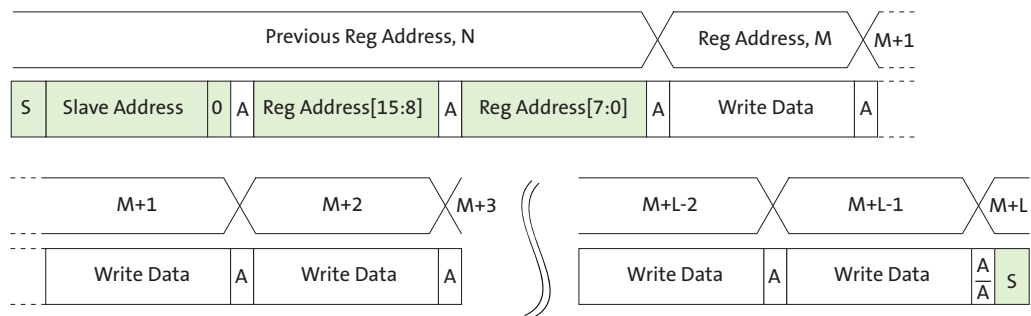 Previous Reg Address, N Reg Address, M M+1
S Slave Address 0 A Reg Address[15:8] A Reg Address[7:0] A Write Data A
M+1 M+2 M+3 M+L-2 M+L-1 M+L
Write Data A Write Data A Write Data A Write Data A/A̅ S